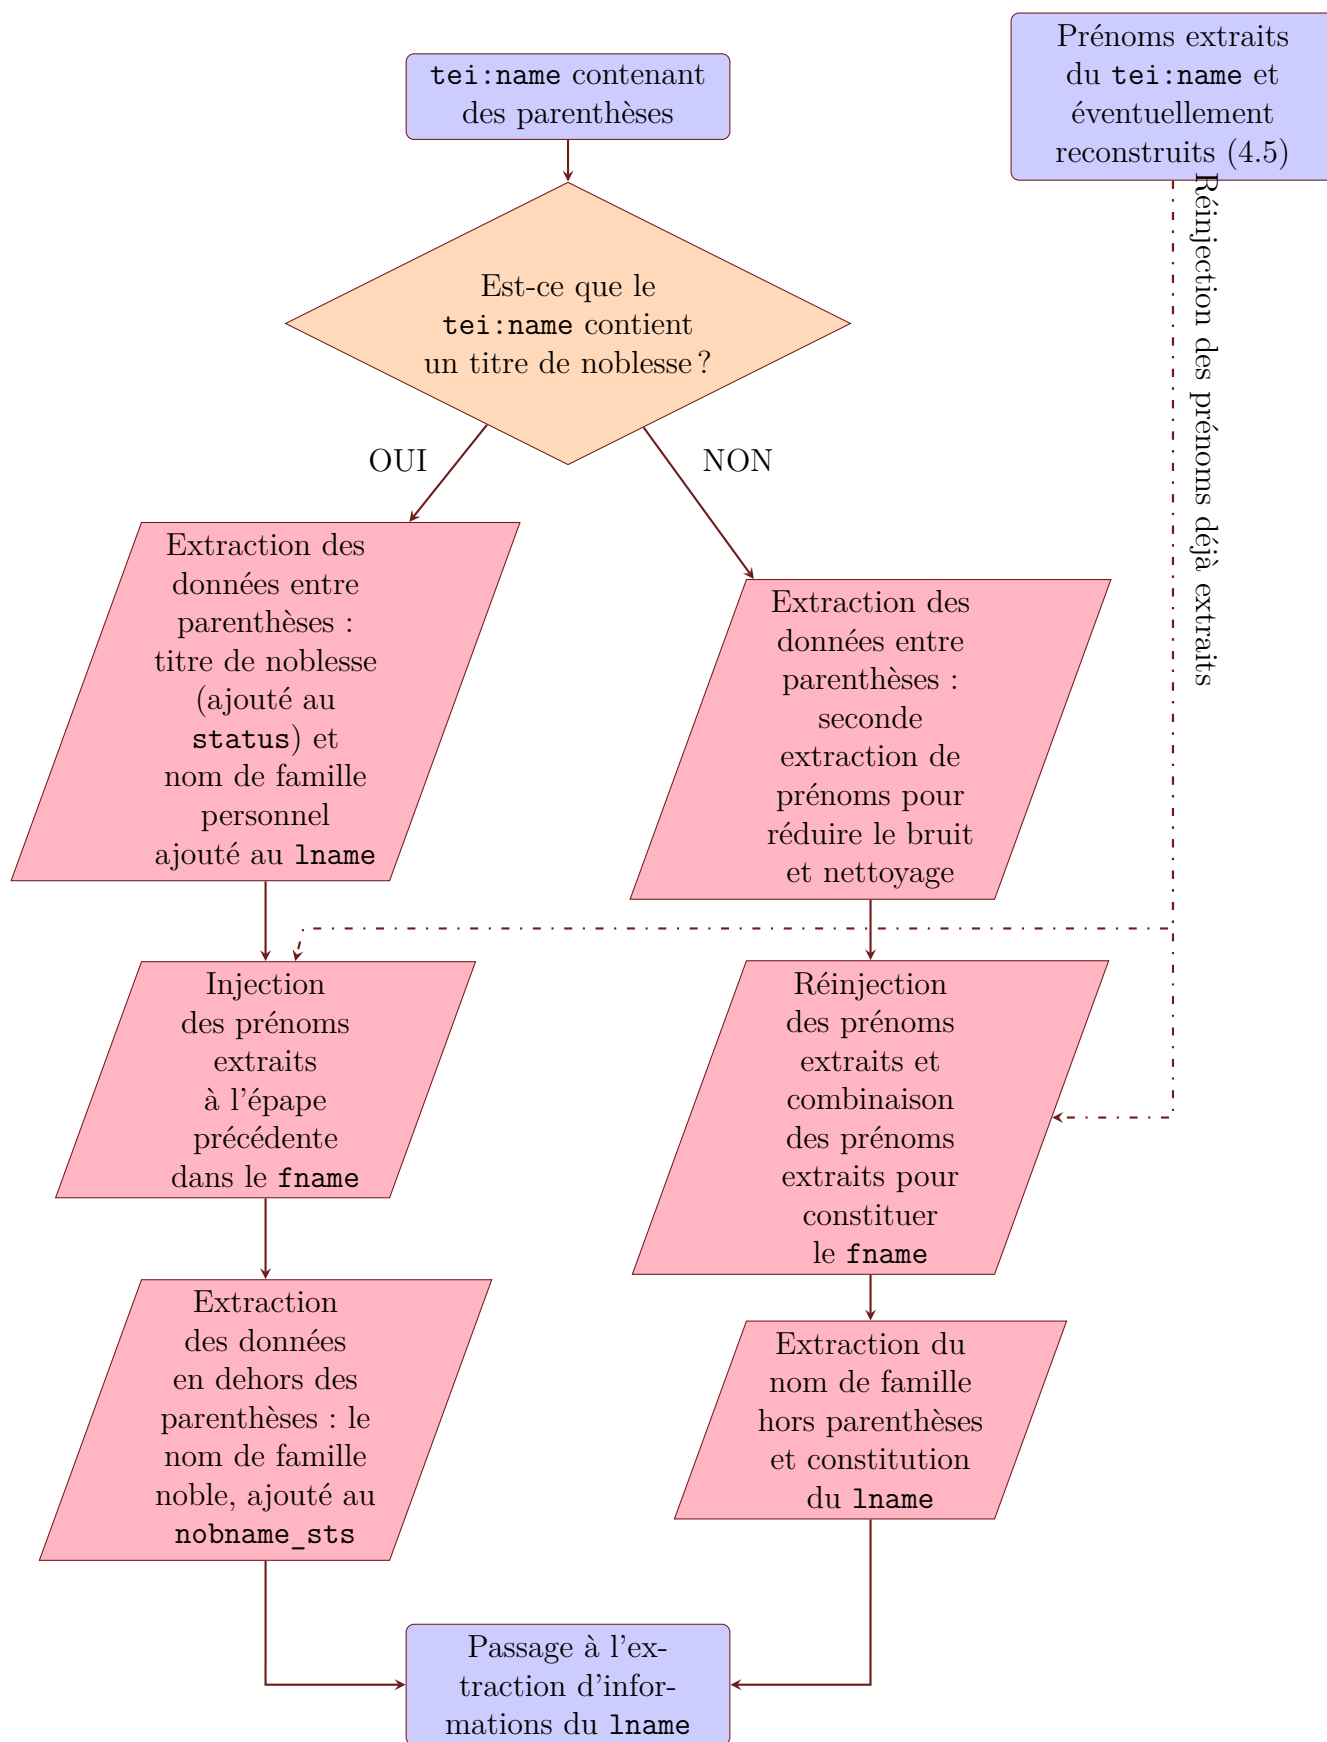 tei:name contenant
des parenthèses
Prénoms extraits
du tei:name et
éventuellement
reconstruits (4.5)
Réinjection des prénoms déjà extraits
Est-ce que le
tei:name contient
un titre de noblesse ?
OUI
NON
Extraction des
données entre
parenthèses :
titre de noblesse
(ajouté au
status) et
nom de famille
personnel
ajouté au lname
Extraction des
données entre
parenthèses :
seconde
extraction de
prénoms pour
réduire le bruit
et nettoyage
Injection
des prénoms
extraits
à l'épape
précédente
dans le fname
Réinjection
des prénoms
extraits et
combinaison
des prénoms
extraits pour
constituer
le fname
Extraction
des données
en dehors des
parenthèses : le
nom de famille
noble, ajouté au
nobname_sts
Extraction du
nom de famille
hors parenthèses
et constitution
du lname
Passage à l'ex-
traction d'infor-
mations du lname